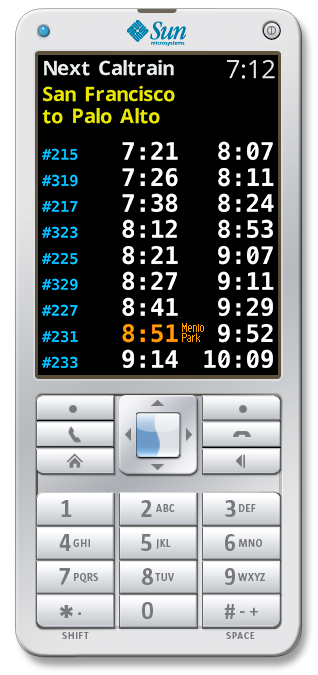 Sun
microsystems
Next Caltrain 7:12
San Francisco
to Palo Alto
#215 7:21 8:07
#319 7:26 8:11
#217 7:38 8:24
#323 8:12 8:53
#225 8:21 9:07
#329 8:27 9:11
#227 8:41 9:29
#231 8:51 Menlo Park 9:52
#233 9:14 10:09
1 2 ABC 3 DEF
4 GHI 5 JKL 6 MNO
7 PQRS 8 TUV 9 WXYZ
* . 0 # - +
SHIFT SPACE